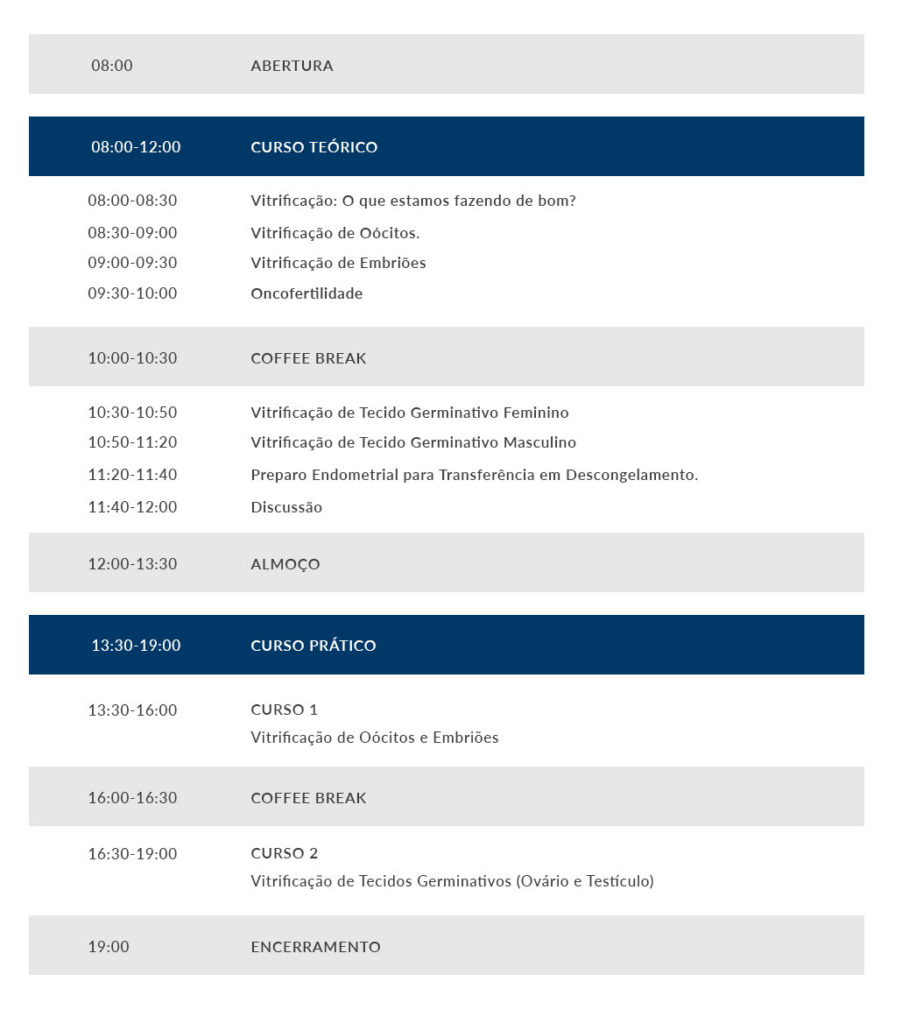 08:00 ABERTURA
08:00-12:00 CURSO TEÓRICO
08:00-08:30 Vitrificação: O que estamos fazendo de bom?
08:30-09:00 Vitrificação de Oócitos.
09:00-09:30 Vitrificação de Embriões
09:30-10:00 Oncofertilidade
10:00-10:30 COFFEE BREAK
10:30-10:50 Vitrificação de Tecido Germinativo Feminino
10:50-11:20 Vitrificação de Tecido Germinativo Masculino
11:20-11:40 Preparo Endometrial para Transferência em Descongelamento.
11:40-12:00 Discussão
12:00-13:30 ALMOÇO
13:30-19:00 CURSO PRÁTICO
13:30-16:00 CURSO 1
Vitrificação de Oócitos e Embriões
16:00-16:30 COFFEE BREAK
16:30-19:00 CURSO 2
Vitrificação de Tecidos Germinativos (Ovário e Testículo)
19:00 ENCERRAMENTO